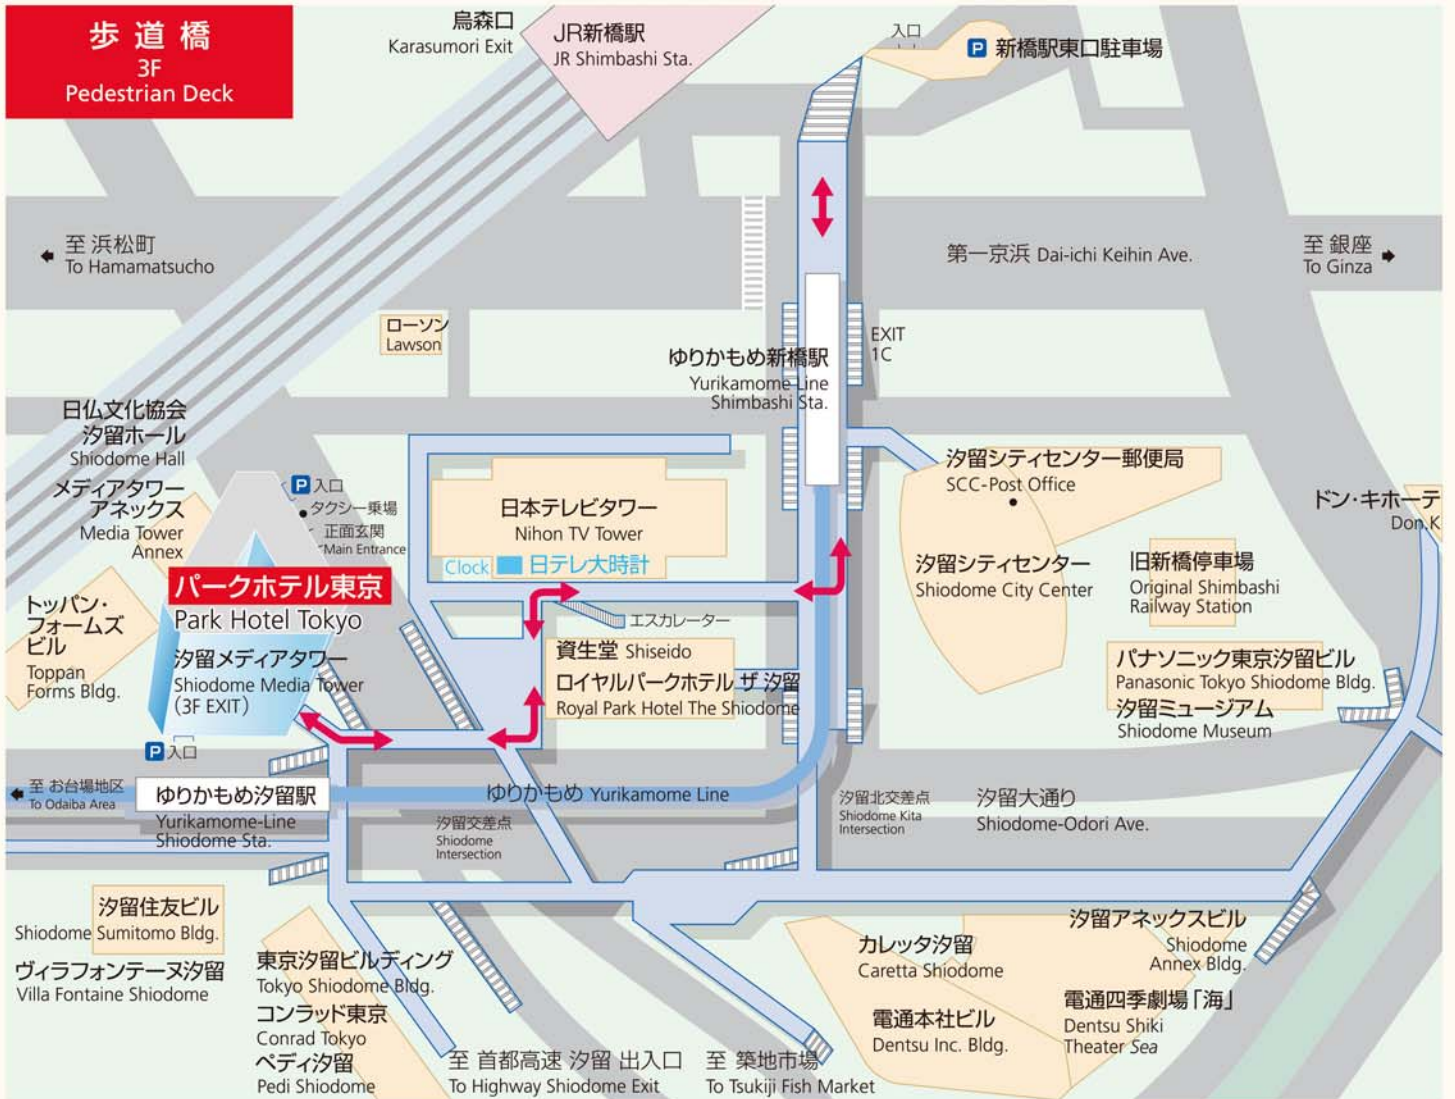 歩道橋
3F
Pedestrian Deck
烏森口
Karasumori Exit
JR新橋駅
JR Shimbashi Sta.
入口
P 新橋駅東口駐車場
至 浜松町
To Hamamatsucho
第一京浜 Dai-ichi Keihin Ave.
至 銀座
To Ginza
ローソン
Lawson
EXIT
1C
ゆりかもめ新橋駅
Yurikamome Line
Shimbashi Sta.
日仏文化協会
汐留ホール
Shiodome Hall
メディアタワー
アネックス
Media Tower
Annex
P 入口
タクシー乗場
正面玄関
Main Entrance
日本テレビタワー
Nihon TV Tower
Clock 日テレ大時計
汐留シティセンター郵便局
SCC-Post Office
汐留シティセンター
Shiodome City Center
旧新橋停車場
Original Shimbashi
Railway Station
ドン・キホーテ
Don.K
パークホテル東京
Park Hotel Tokyo
トッパン・
フォームズ
ビル
Toppan
Forms Bldg.
汐留メディアタワー
Shiodome Media Tower
(3F EXIT)
エスカレーター
資生堂 Shiseido
ロイヤルパークホテル ザ 汐留
Royal Park Hotel The Shiodome
パナソニック東京汐留ビル
Panasonic Tokyo Shiodome Bldg.
汐留ミュージアム
Shiodome Museum
P 入口
至 お台場地区
To Odaiba Area
ゆりかもめ汐留駅
Yurikamome-Line
Shiodome Sta.
ゆりかもめ Yurikamome Line
汐留交差点
Shiodome
Intersection
汐留北交差点
Shiodome Kita
Intersection
汐留大通り
Shiodome-Odori Ave.
汐留住友ビル
Shiodome Sumitomo Bldg.
ヴィラフォンテーヌ汐留
Villa Fontaine Shiodome
東京汐留ビルディング
Tokyo Shiodome Bldg.
コンラッド東京
Conrad Tokyo
ペディ汐留
Pedi Shiodome
至 首都高速 汐留 出入口
To Highway Shiodome Exit
至 築地市場
To Tsukiji Fish Market
カレッタ汐留
Caretta Shiodome
電通本社ビル
Dentsu Inc. Bldg.
汐留アネックスビル
Shiodome
Annex Bldg.
電通四季劇場「海」
Dentsu Shiki
Theater Sea